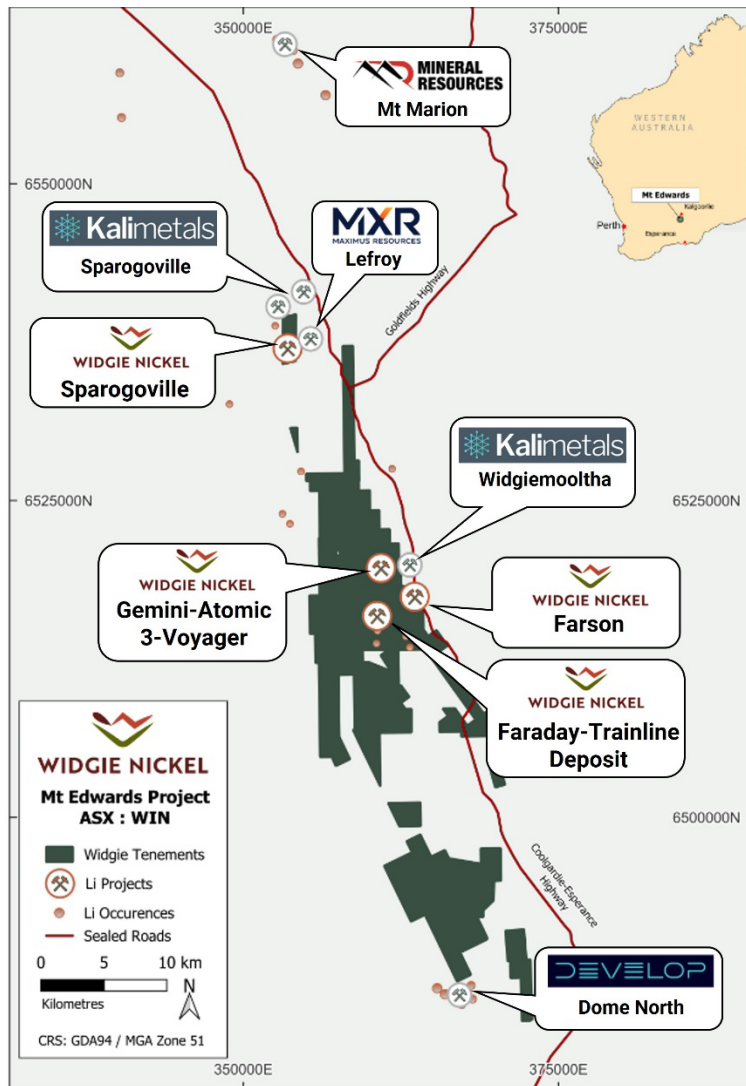 350000E
375000E
MINERAL
RESOURCES
Mt Marion
WESTERN
AUSTRALIA
Mt Edwards
Kalgoorlie
Perth
Esperance
6550000N
Kalimetals
Sparogoville
MXR
MAXIMUS RESOURCES
Lefroy
Goldfields Highway
WIDGIE NICKEL
Sparogoville
Kalimetals
Widgiemooltha
6525000N
6525000N
WIDGIE NICKEL
Gemini-Atomic
3-Voyager
WIDGIE NICKEL
Farson
WIDGIE NICKEL
Faraday-Trainline
Deposit
WIDGIE NICKEL
Mt Edwards Project
ASX : WIN
Widgie Tenements
Li Projects
Li Occurences
Sealed Roads
0 5 10 km
Kilometres
N
CRS: GDA94 / MGA Zone 51
6500000N
Coolgardie-Esperance
Highway
DEVELOP
Dome North
350000E
375000E